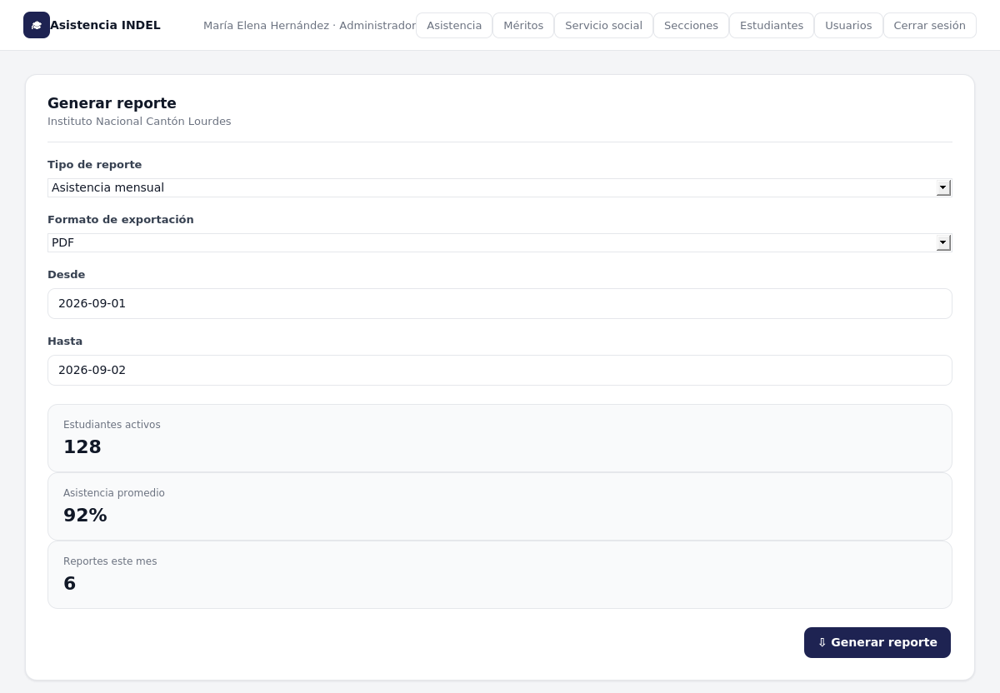 Asistencia INDEL
María Elena Hernández · Administrador
Asistencia
Méritos
Servicio social
Secciones
Estudiantes
Usuarios
Cerrar sesión
Generar reporte
Instituto Nacional Cantón Lourdes
Tipo de reporte
Asistencia mensual
Formato de exportación
PDF
Desde
2026-09-01
Hasta
2026-09-02
Estudiantes activos
128
Asistencia promedio
92%
Reportes este mes
6
⇩ Generar reporte